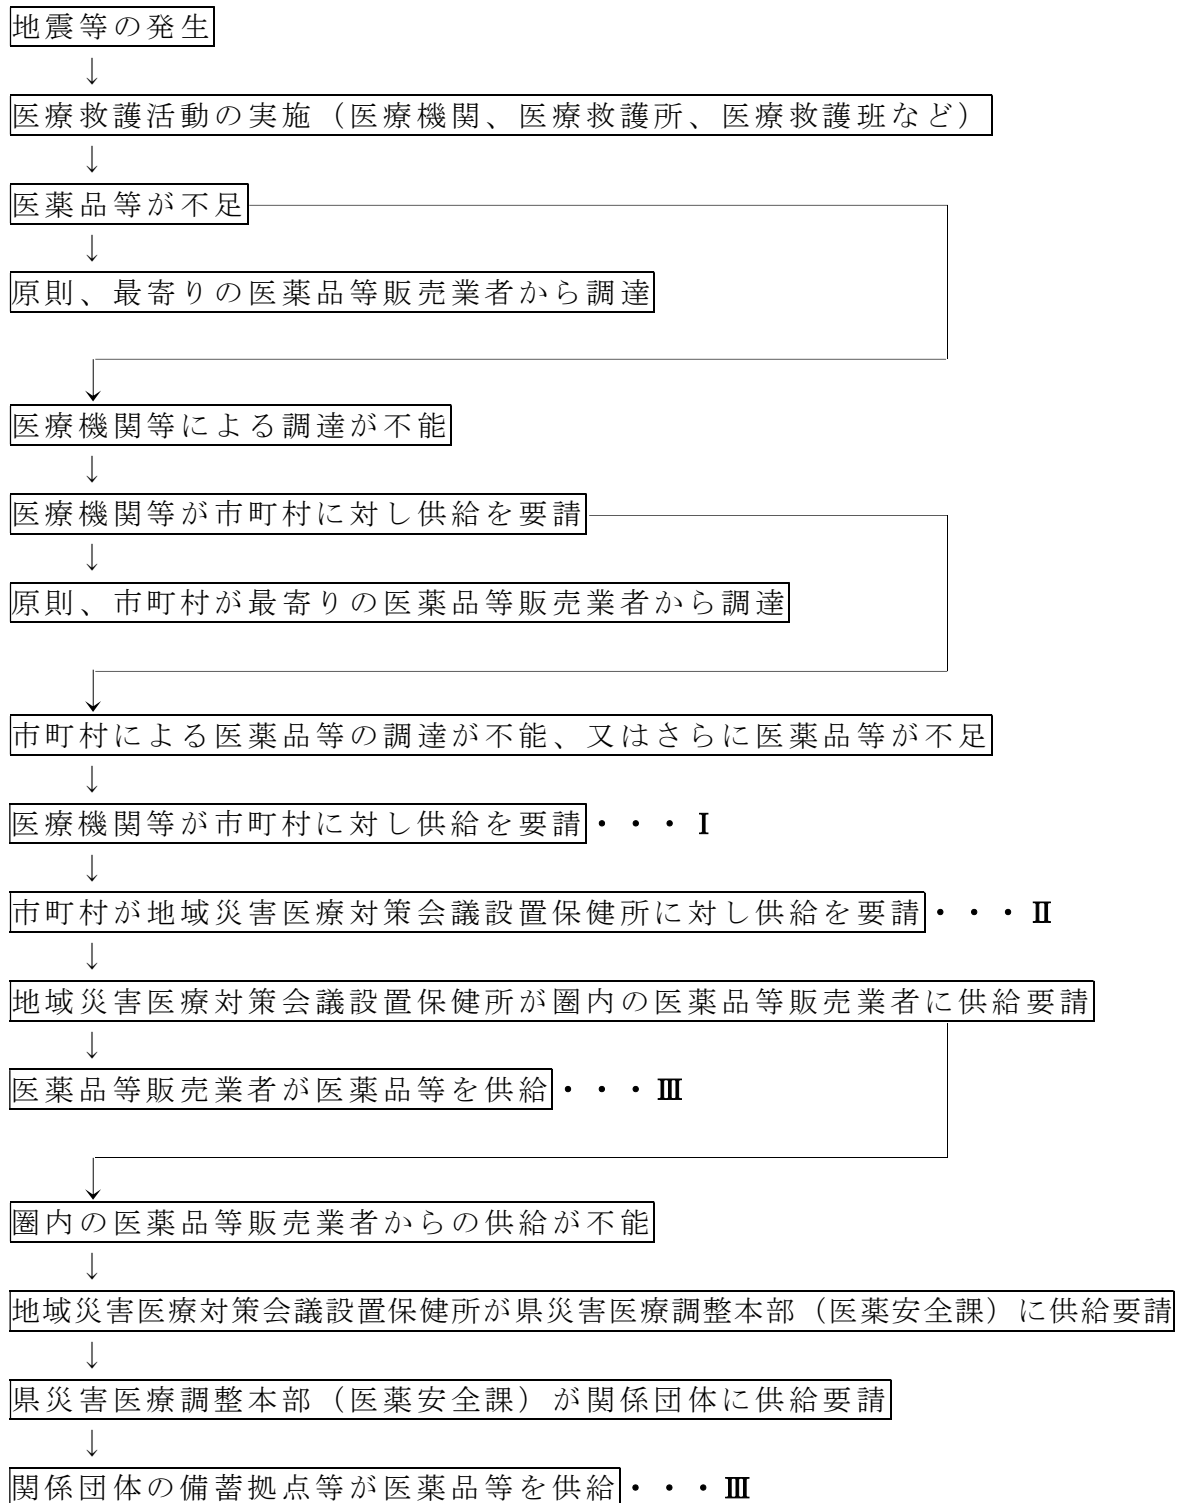 地震等の発生
↓
医療救護活動の実施（医療機関、医療救護所、医療救護班など）
↓
医薬品等が不足
↓
原則、最寄りの医薬品等販売業者から調達
医療機関等による調達が不能
↓
医療機関等が市町村に対し供給を要請
↓
原則、市町村が最寄りの医薬品等販売業者から調達
市町村による医薬品等の調達が不能、又はさらに医薬品等が不足
↓
医療機関等が市町村に対し供給を要請・・・Ⅰ
↓
市町村が地域災害医療対策会議設置保健所に対し供給を要請・・・Ⅱ
↓
地域災害医療対策会議設置保健所が圏内の医薬品等販売業者に供給要請
↓
医薬品等販売業者が医薬品等を供給・・・Ⅲ
圏内の医薬品等販売業者からの供給が不能
↓
地域災害医療対策会議設置保健所が県災害医療調整本部（医薬安全課）に供給要請
↓
県災害医療調整本部（医薬安全課）が関係団体に供給要請
↓
関係団体の備蓄拠点等が医薬品等を供給・・・Ⅲ